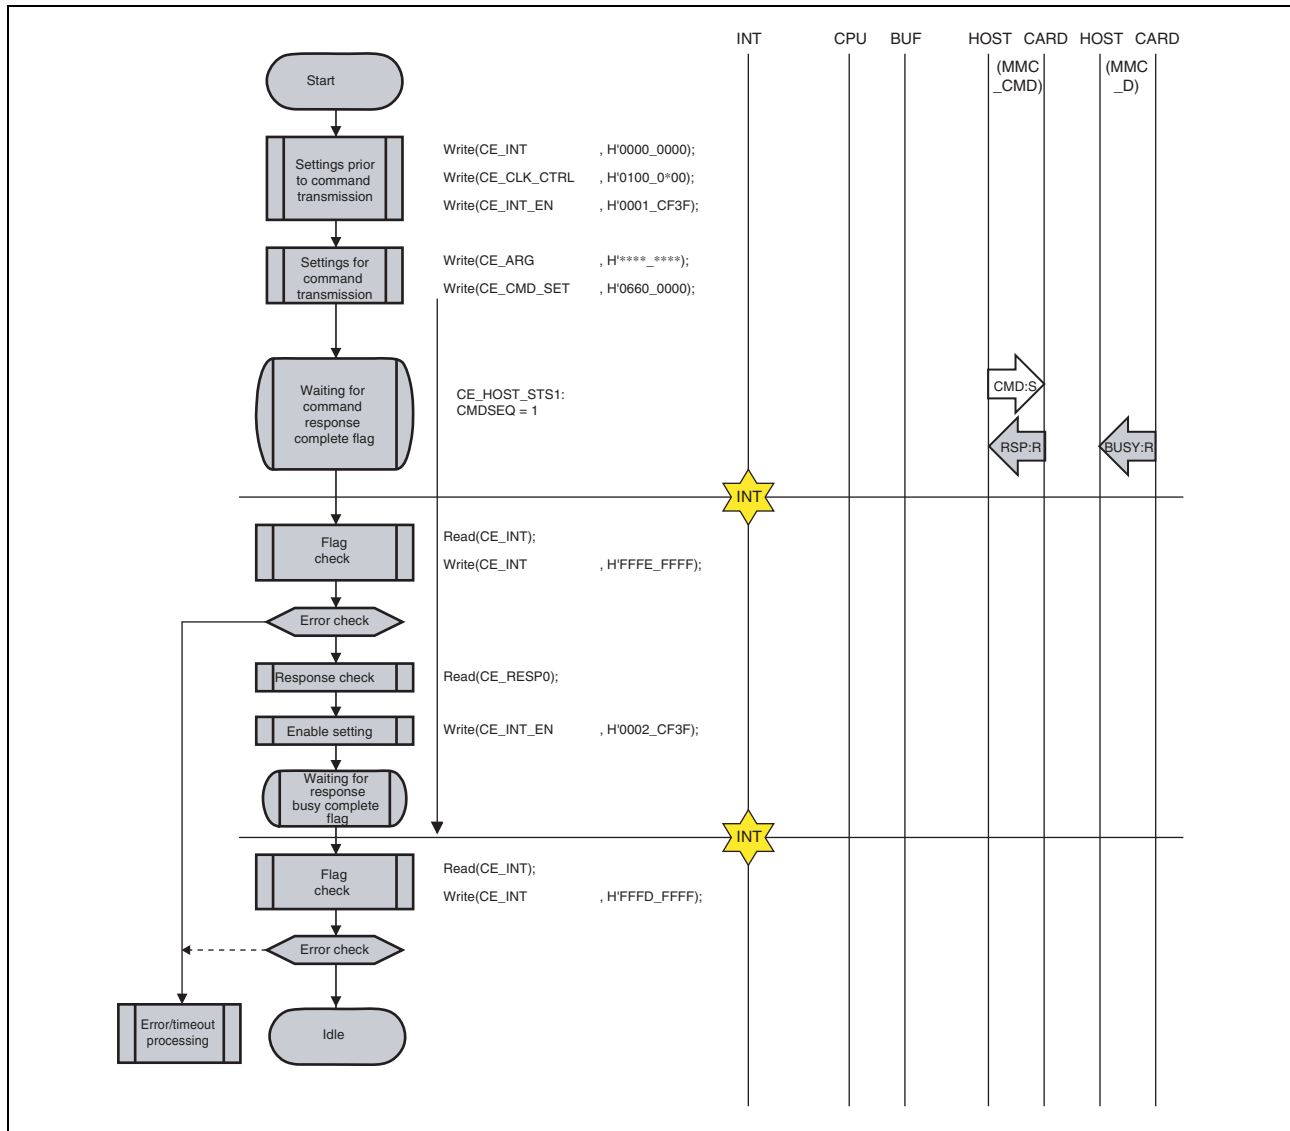 INT CPU BUF HOST CARD HOST CARD
(MMC
_CMD)
(MMC
_D)
Start
Settings prior
to command
transmission
Write(CE_INT , H'0000_0000);
Write(CE_CLK_CTRL , H'0100_0*00);
Write(CE_INT_EN , H'0001_CF3F);
Settings for
command
transmission
Write(CE_ARG , H'****_****);
Write(CE_CMD_SET , H'0660_0000);
Waiting for
command
response
complete flag
CE_HOST_STS1:
CMDSEQ = 1
CMD:S
RSP:R
BUSY:R
INT
Flag
check
Read(CE_INT);
Write(CE_INT , H'FFFE_FFFF);
Error check
Response check
Read(CE_RESP0);
Enable setting
Write(CE_INT_EN , H'0002_CF3F);
Waiting for
response
busy complete
flag
INT
Flag
check
Read(CE_INT);
Write(CE_INT , H'FFFD_FFFF);
Error check
Error/timeout
processing
Idle